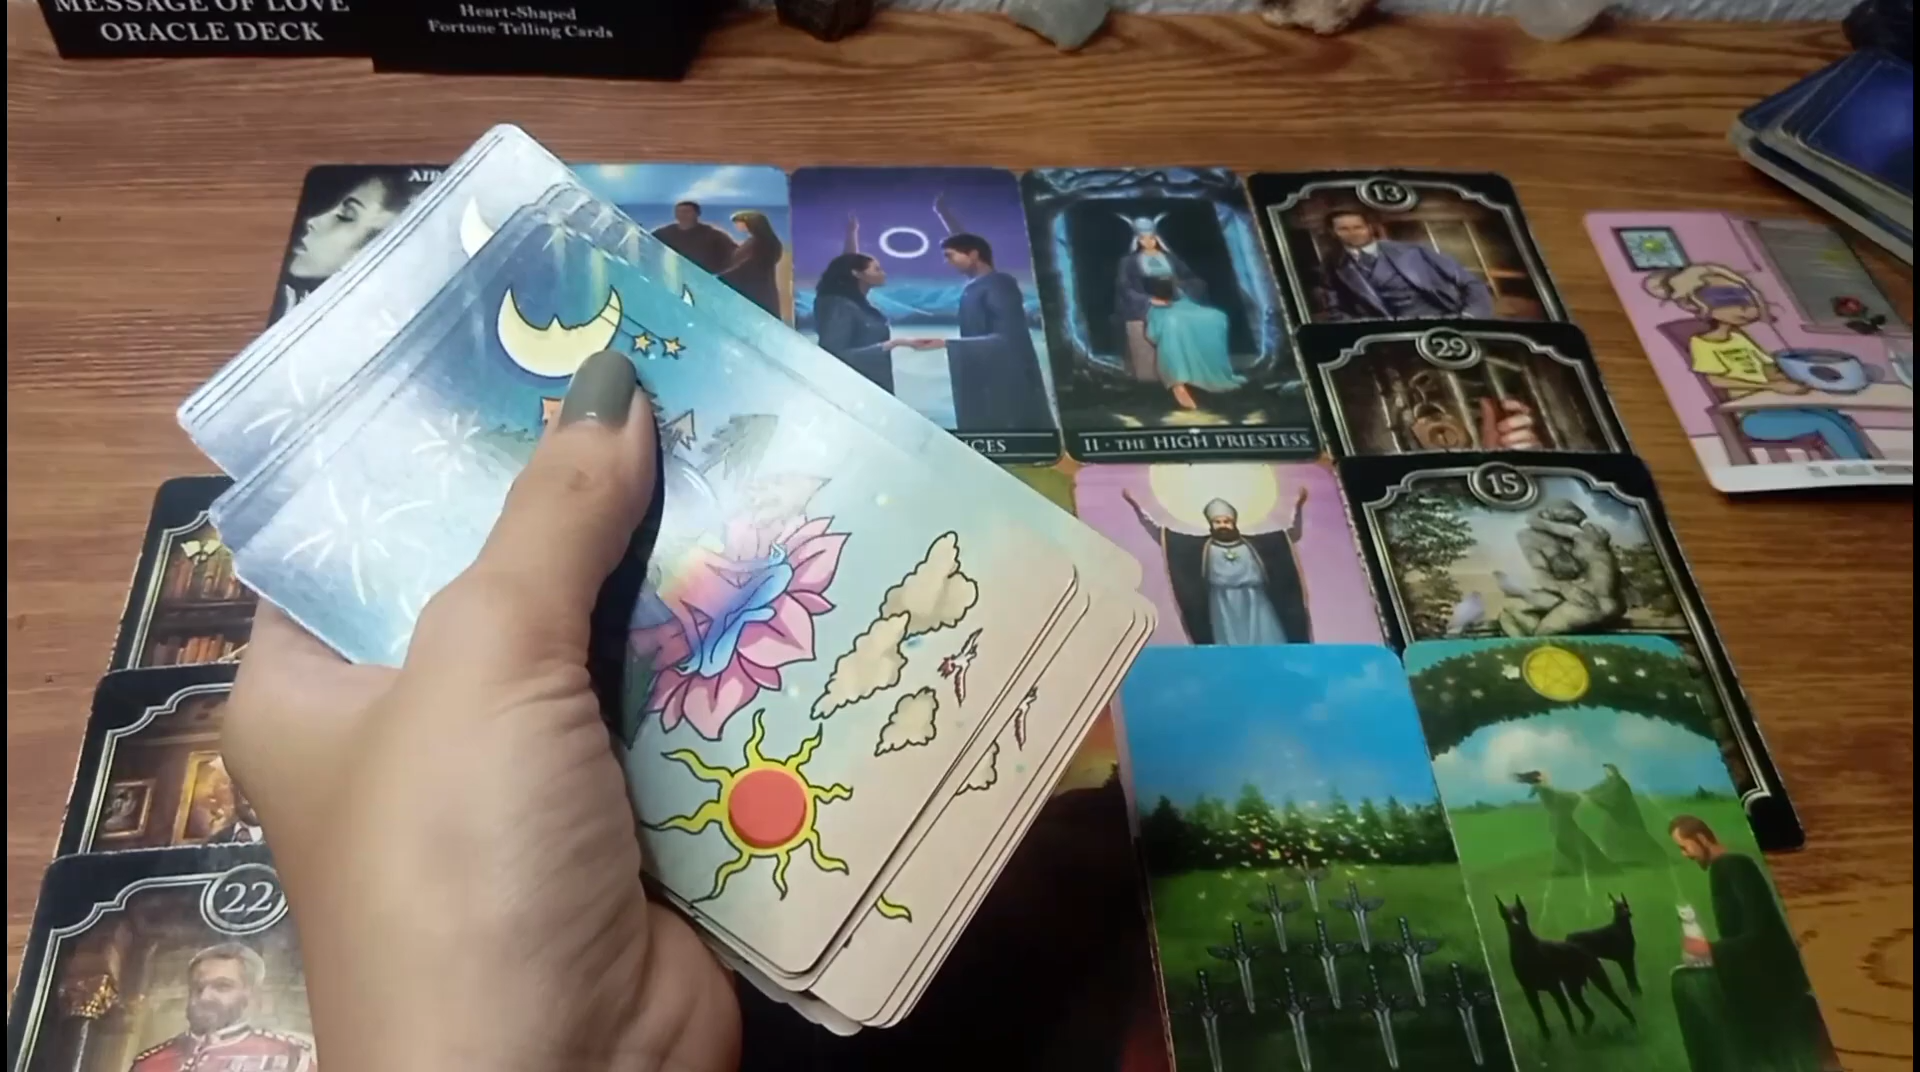 MESSAGE OF LOVE
ORACLE DECK
Heart-Shaped
Fortune Telling Cards
13
29
II • THE HIGH PRIESTESS
15
22